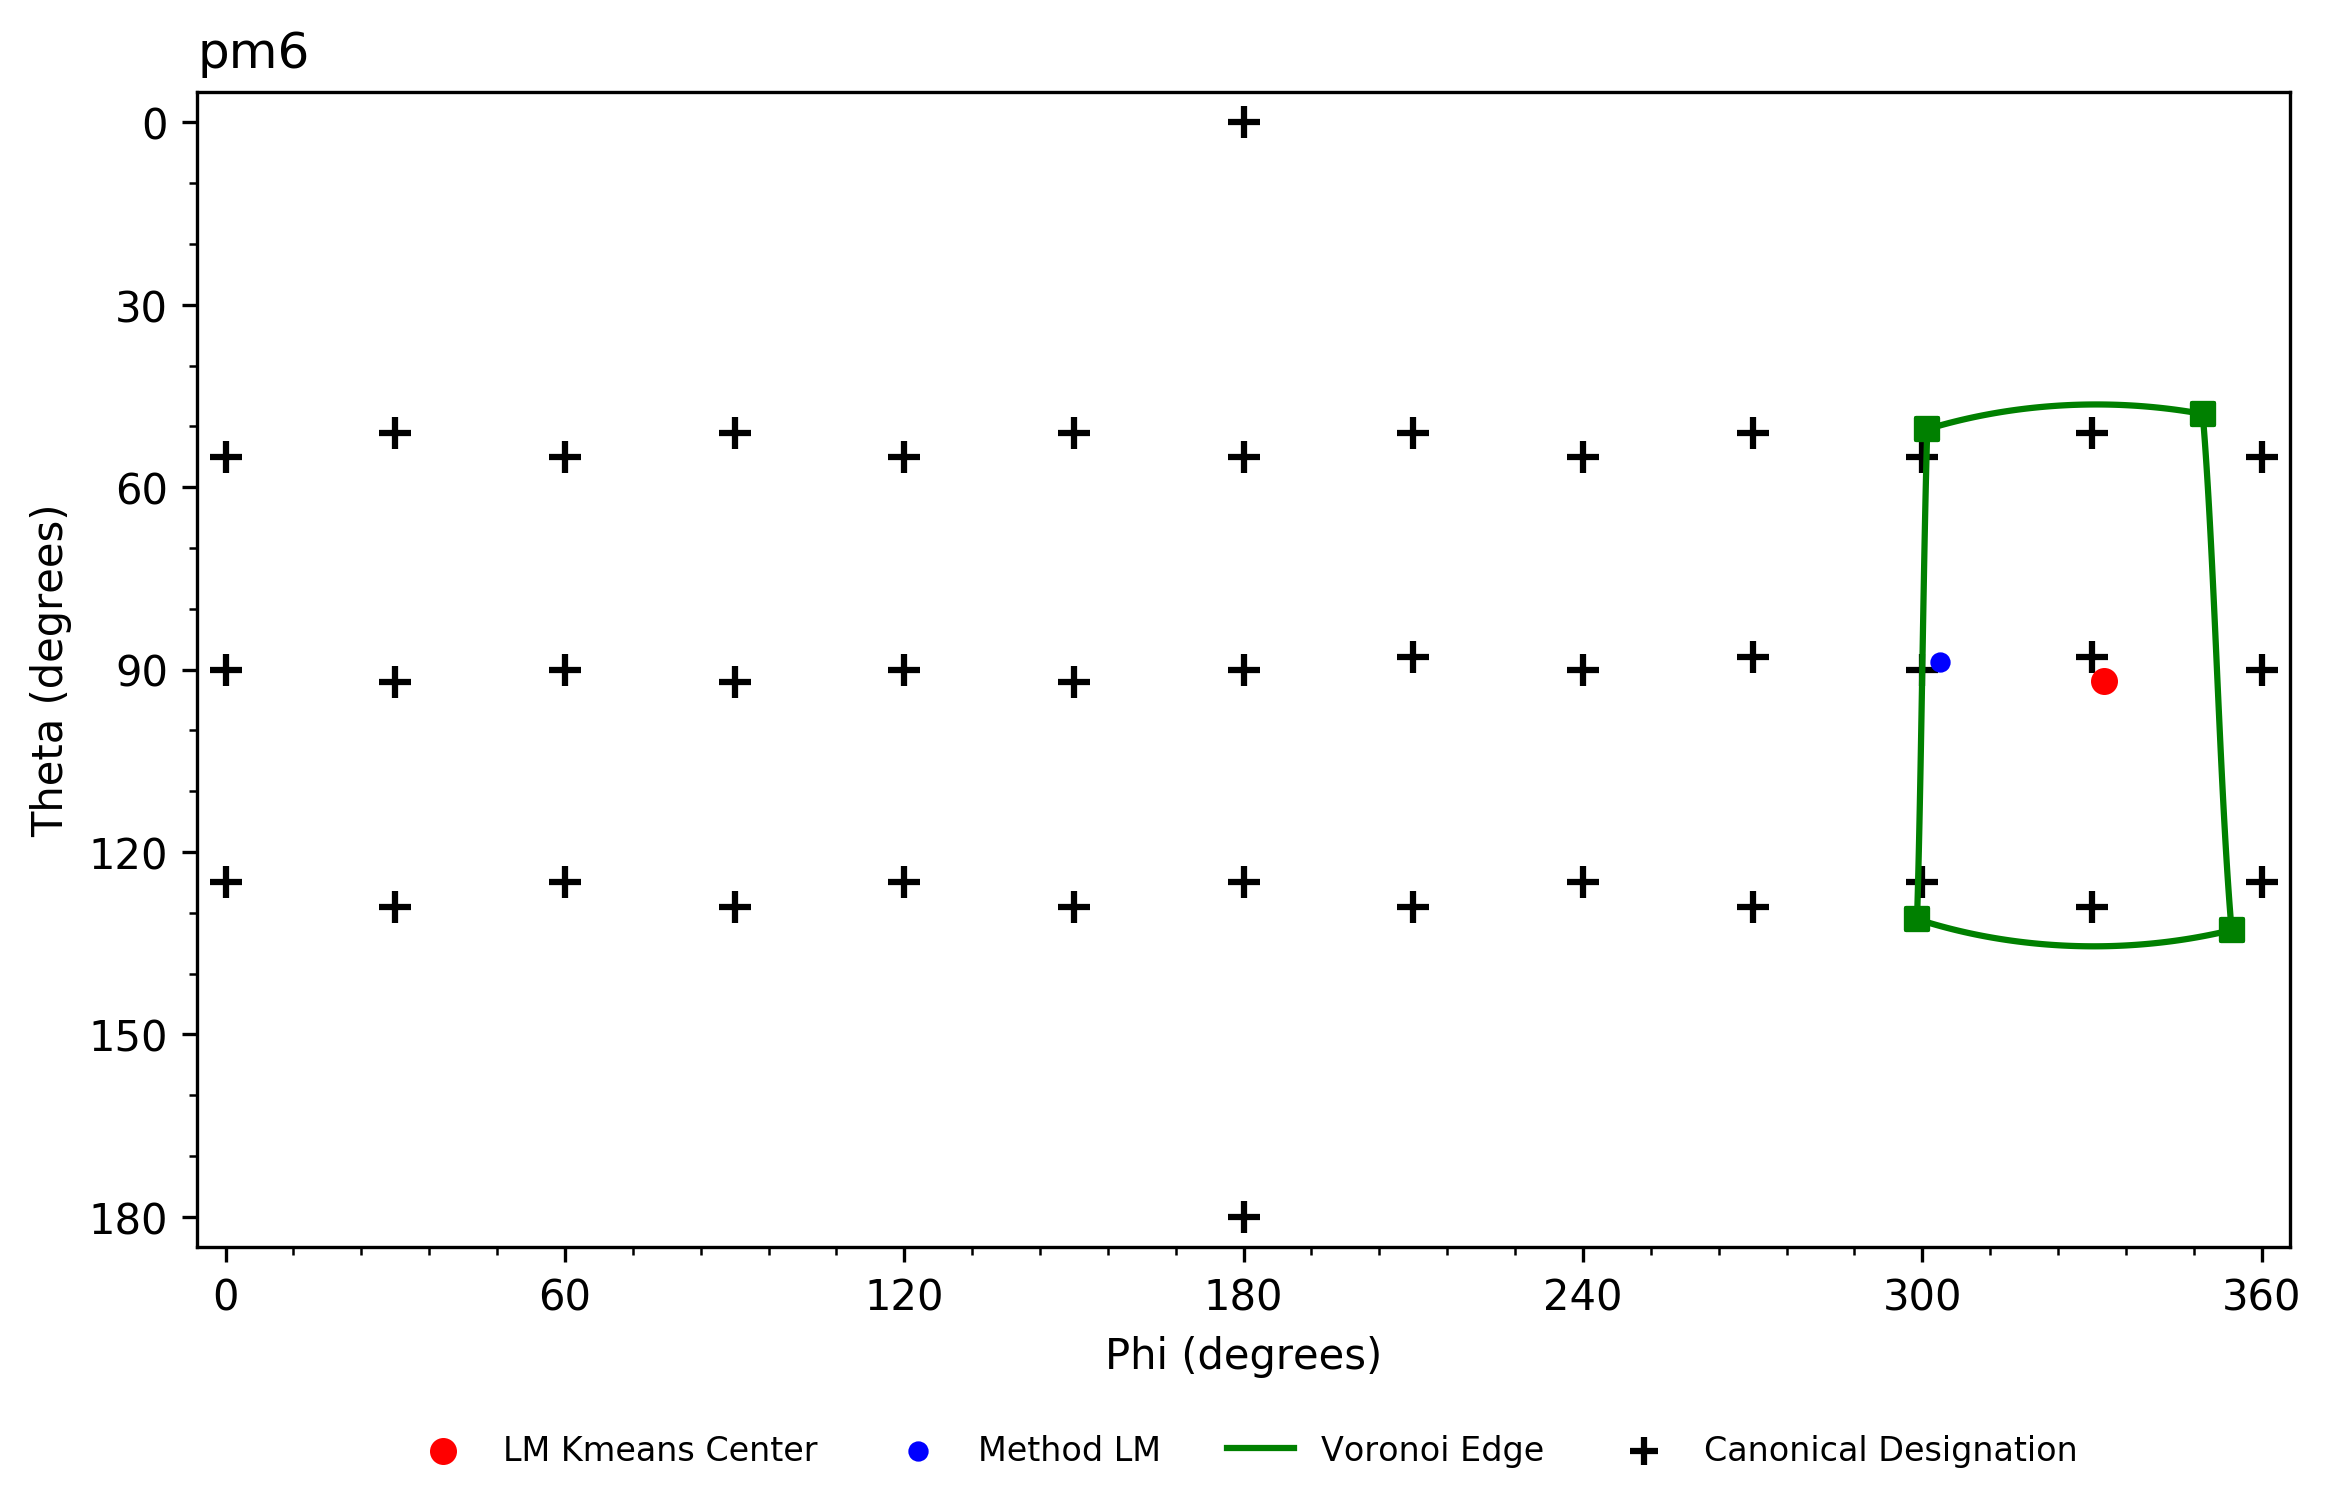 pm6
0
30
60
90
120
150
180
Theta (degrees)
0 60 120 180 240 300 360
Phi (degrees)
LM Kmeans Center Method LM Voronoi Edge Canonical Designation